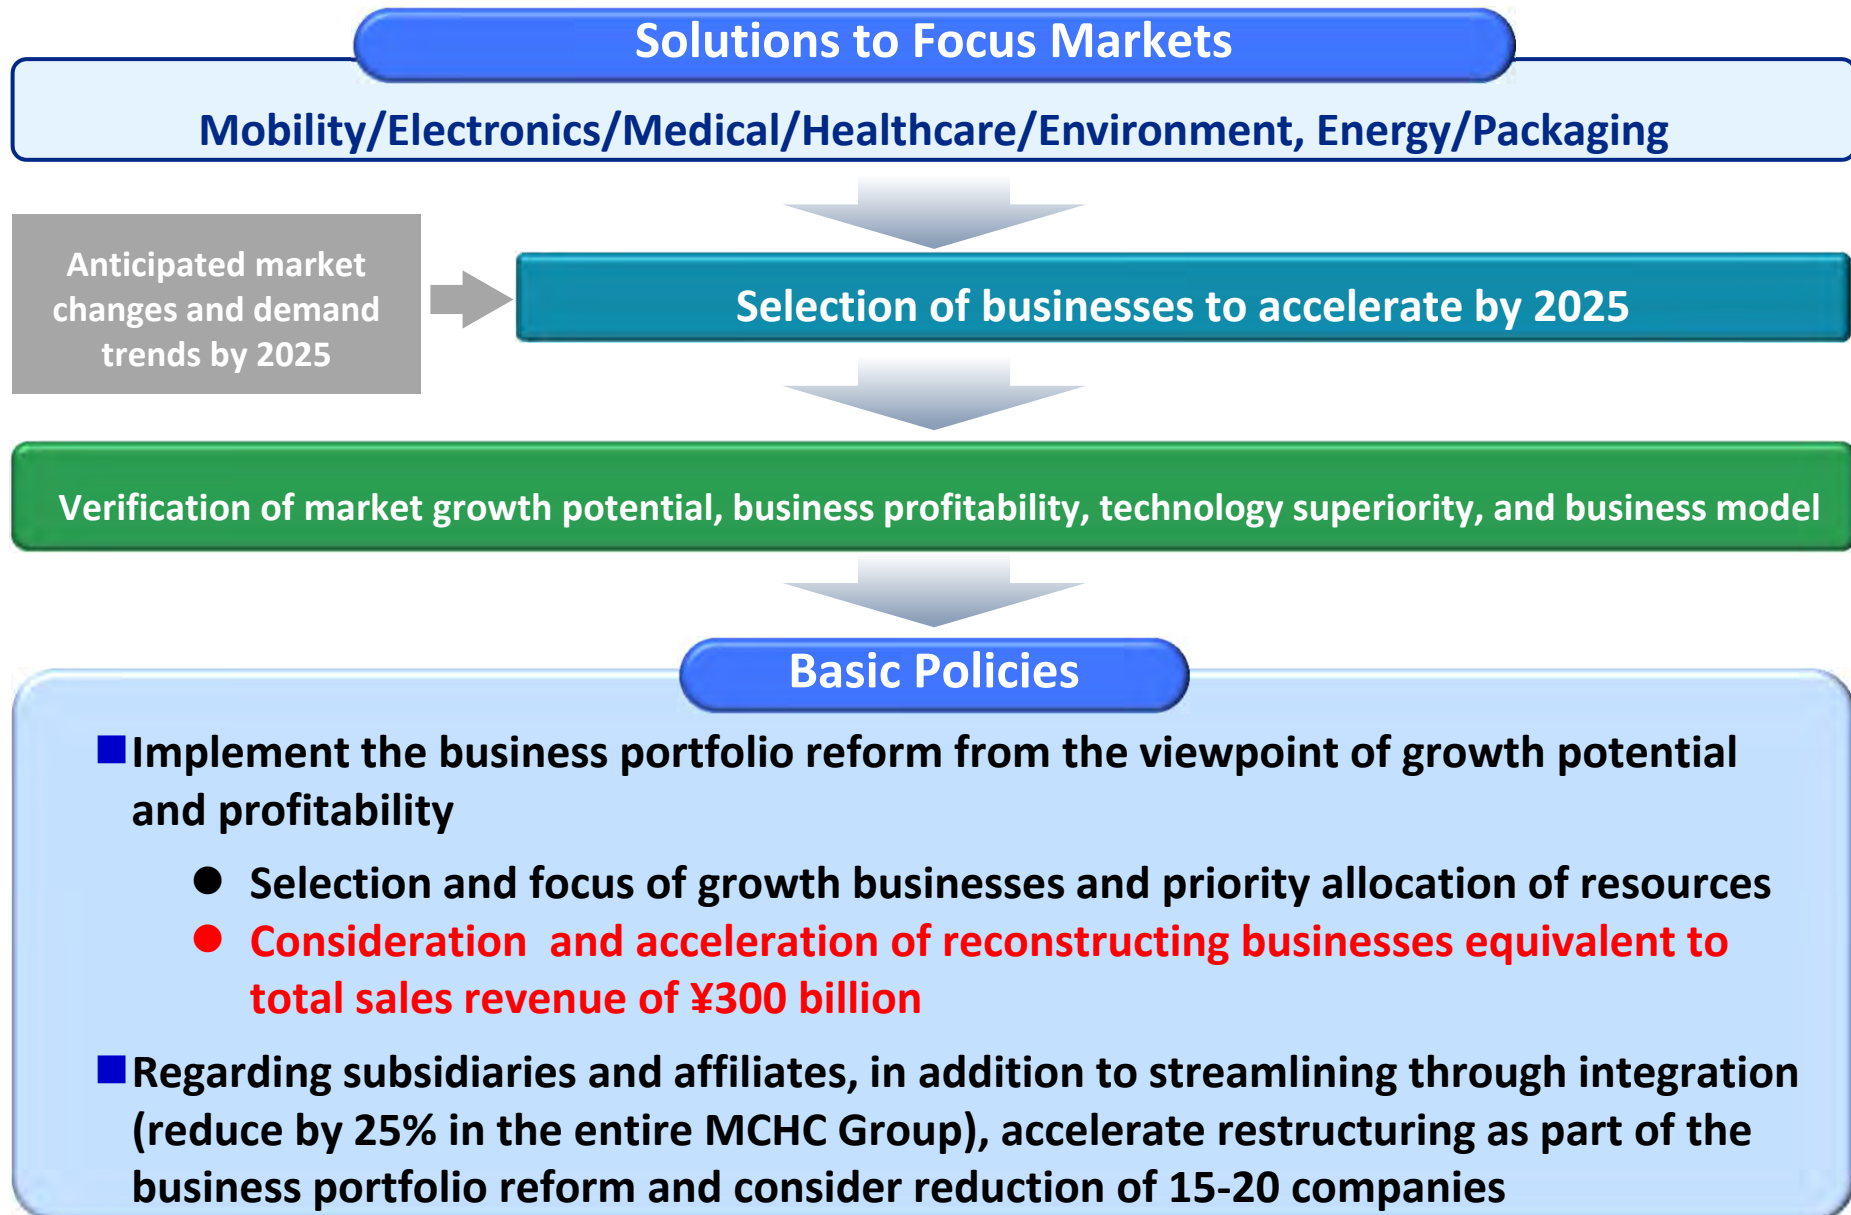 Solutions to Focus Markets
Mobility/Electronics/Medical/Healthcare/Environment, Energy/Packaging
Anticipated market
changes and demand
trends by 2025
Selection of businesses to accelerate by 2025
Verification of market growth potential, business profitability, technology superiority, and business model
Basic Policies
■Implement the business portfolio reform from the viewpoint of growth potential
and profitability
● Selection and focus of growth businesses and priority allocation of resources
● Consideration and acceleration of reconstructing businesses equivalent to
total sales revenue of ¥300 billion
■Regarding subsidiaries and affiliates, in addition to streamlining through integration
(reduce by 25% in the entire MCHC Group), accelerate restructuring as part of the
business portfolio reform and consider reduction of 15-20 companies